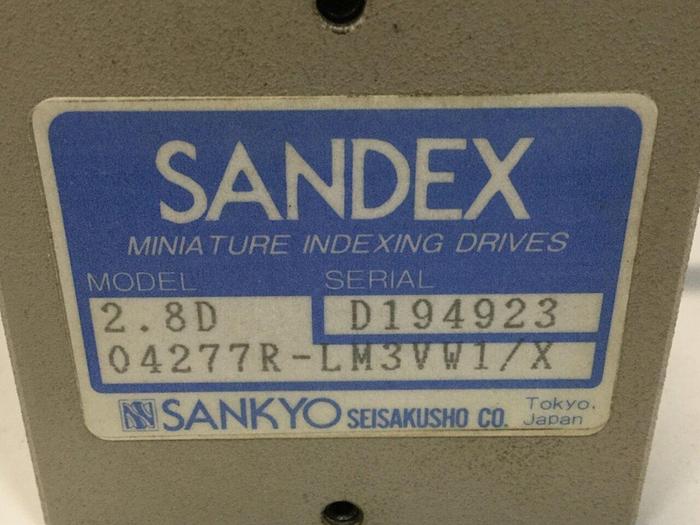 SANDEX
MINIATURE INDEXING DRIVES
MODEL SERIAL
2.8D D194923
04277R-LM3VW1/X
SANKYO SEISAKUSHO CO. Tokyo, Japan